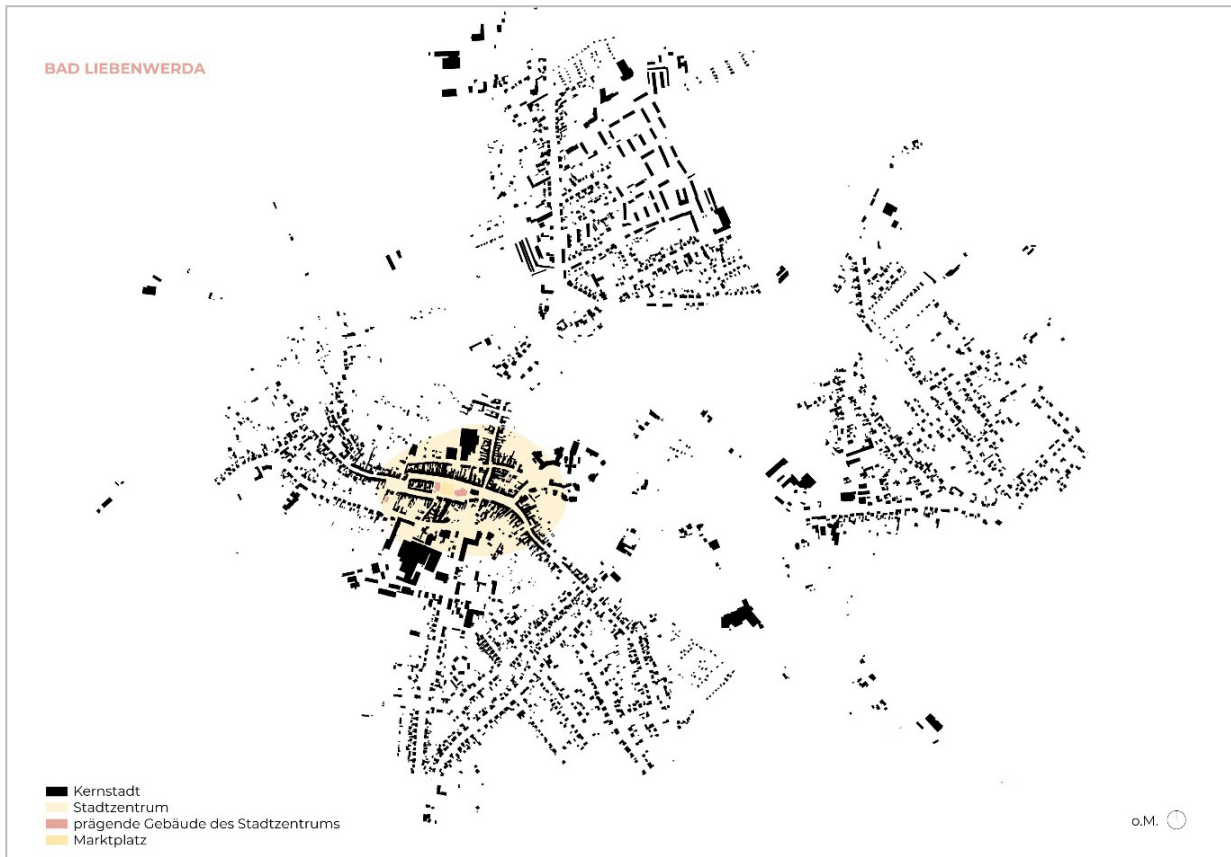 BAD LIEBENWERDA
Kernstadt
Stadtzentrum
prägende Gebäude des Stadtzentrums
Marktplatz
o.M.